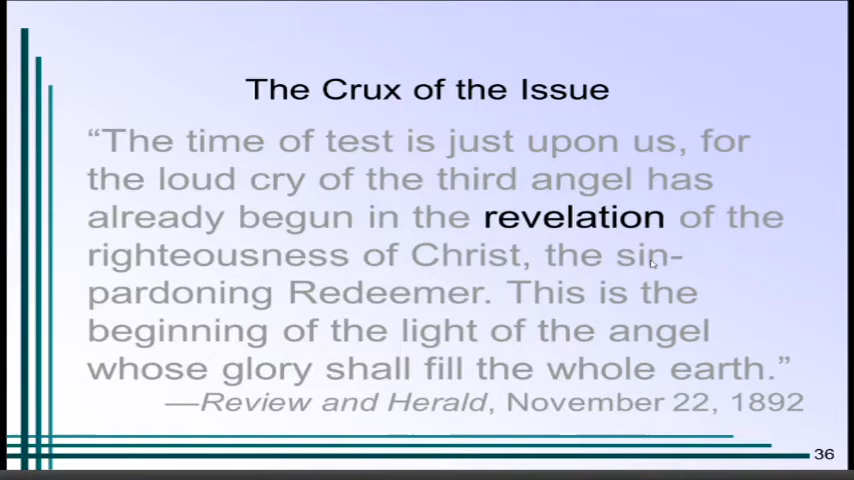 The Crux of the Issue
“The time of test is just upon us, for
the loud cry of the third angel has
already begun in the revelation of the
righteousness of Christ, the sin-
pardoning Redeemer. This is the
beginning of the light of the angel
whose glory shall fill the whole earth.”
—Review and Herald, November 22, 1892
36